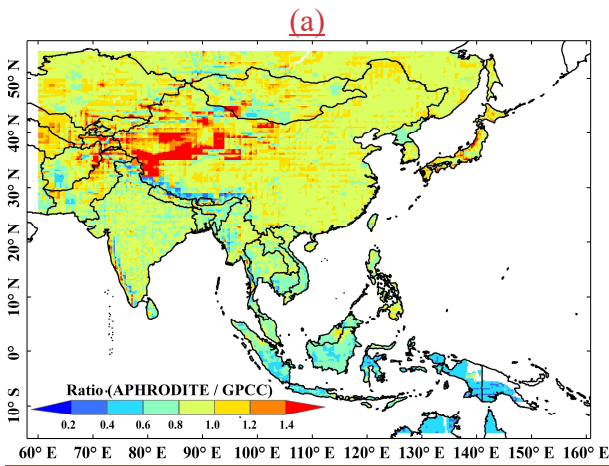 (a)
50° N
40° N
30° N
20° N
10° N
0°
10° S
Ratio (APHRODITE / GPCC)
0.2 0.4 0.6 0.8 1.0 1.2 1.4
60° E 70° E 80° E 90° E 100° E 110° E 120° E 130° E 140° E 150° E 160° E